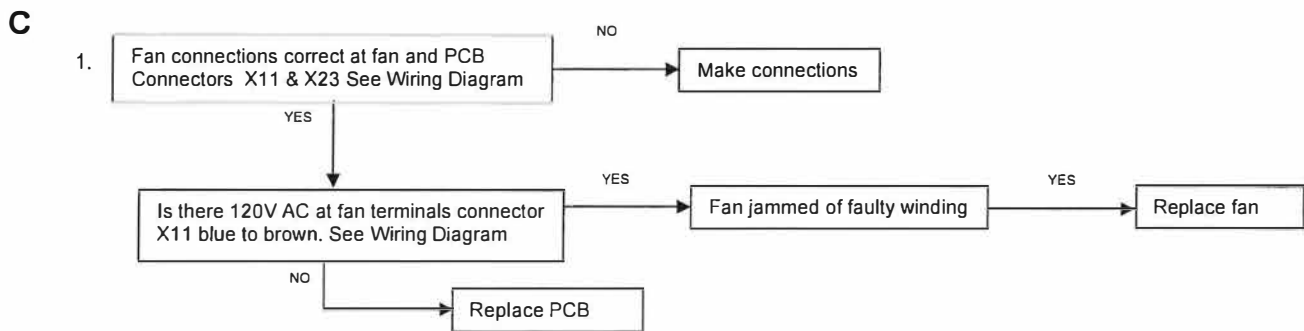 C
1.
Fan connections correct at fan and PCB
Connectors X11 & X23 See Wiring Diagram
NO
Make connections
YES
Is there 120V AC at fan terminals connector
X11 blue to brown. See Wiring Diagram
YES
Fan jammed of faulty winding
YES
Replace fan
NO
Replace PCB